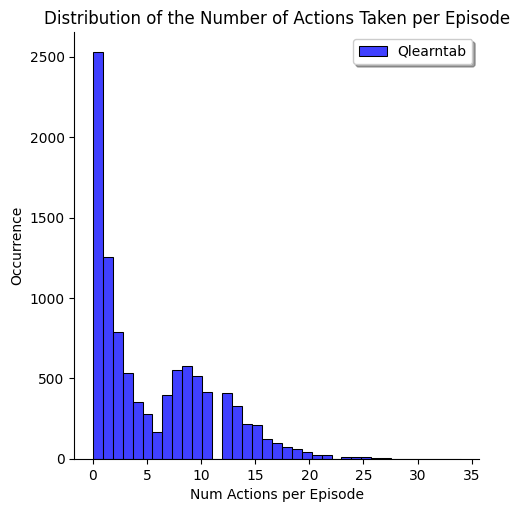 Distribution of the Number of Actions Taken per Episode
Qlearntab
2500
2000
1500
1000
500
0
Occurrence
0 5 10 15 20 25 30 35
Num Actions per Episode